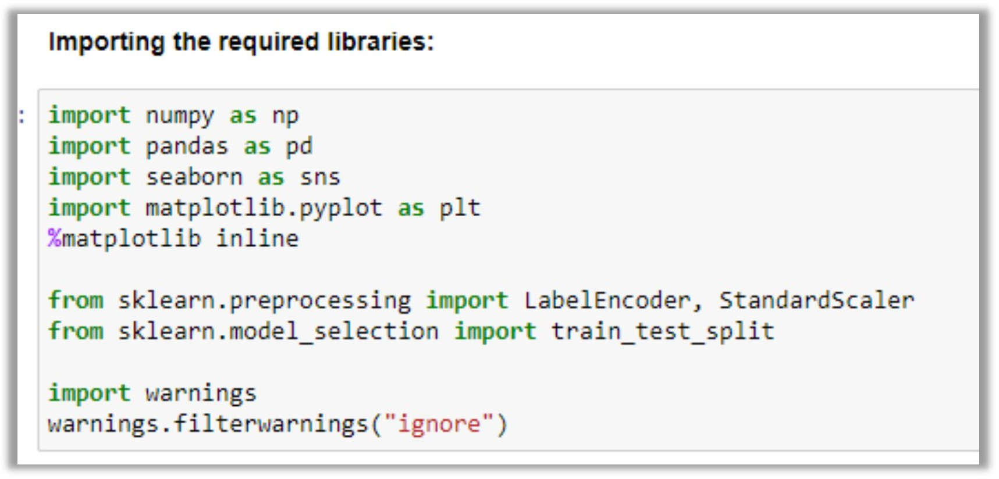 Importing the required libraries:
:
import numpy as np
import pandas as pd
import seaborn as sns
import matplotlib.pyplot as plt
%matplotlib inline
from sklearn.preprocessing import LabelEncoder, StandardScaler
from sklearn.model_selection import train_test_split
import warnings
warnings.filterwarnings("ignore")